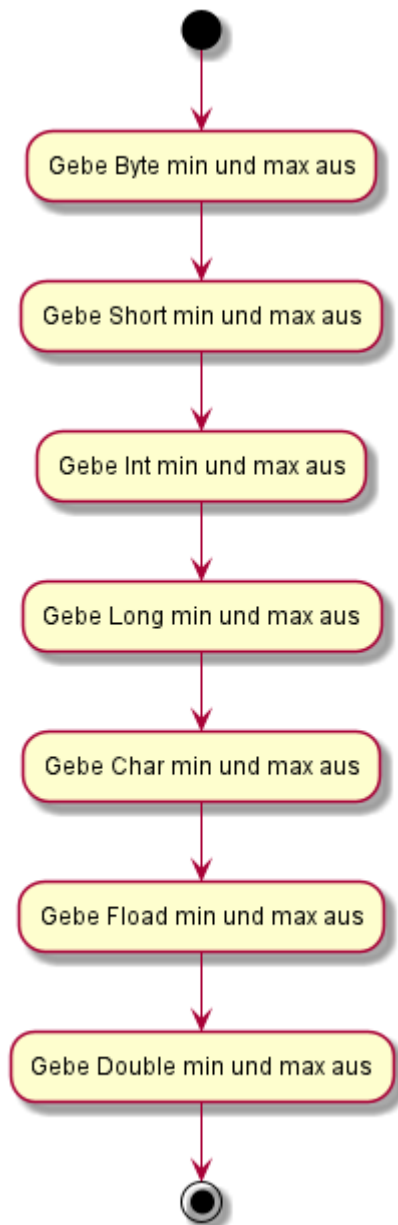 Gebe Byte min und max aus
Gebe Short min und max aus
Gebe Int min und max aus
Gebe Long min und max aus
Gebe Char min und max aus
Gebe Fload min und max aus
Gebe Double min und max aus